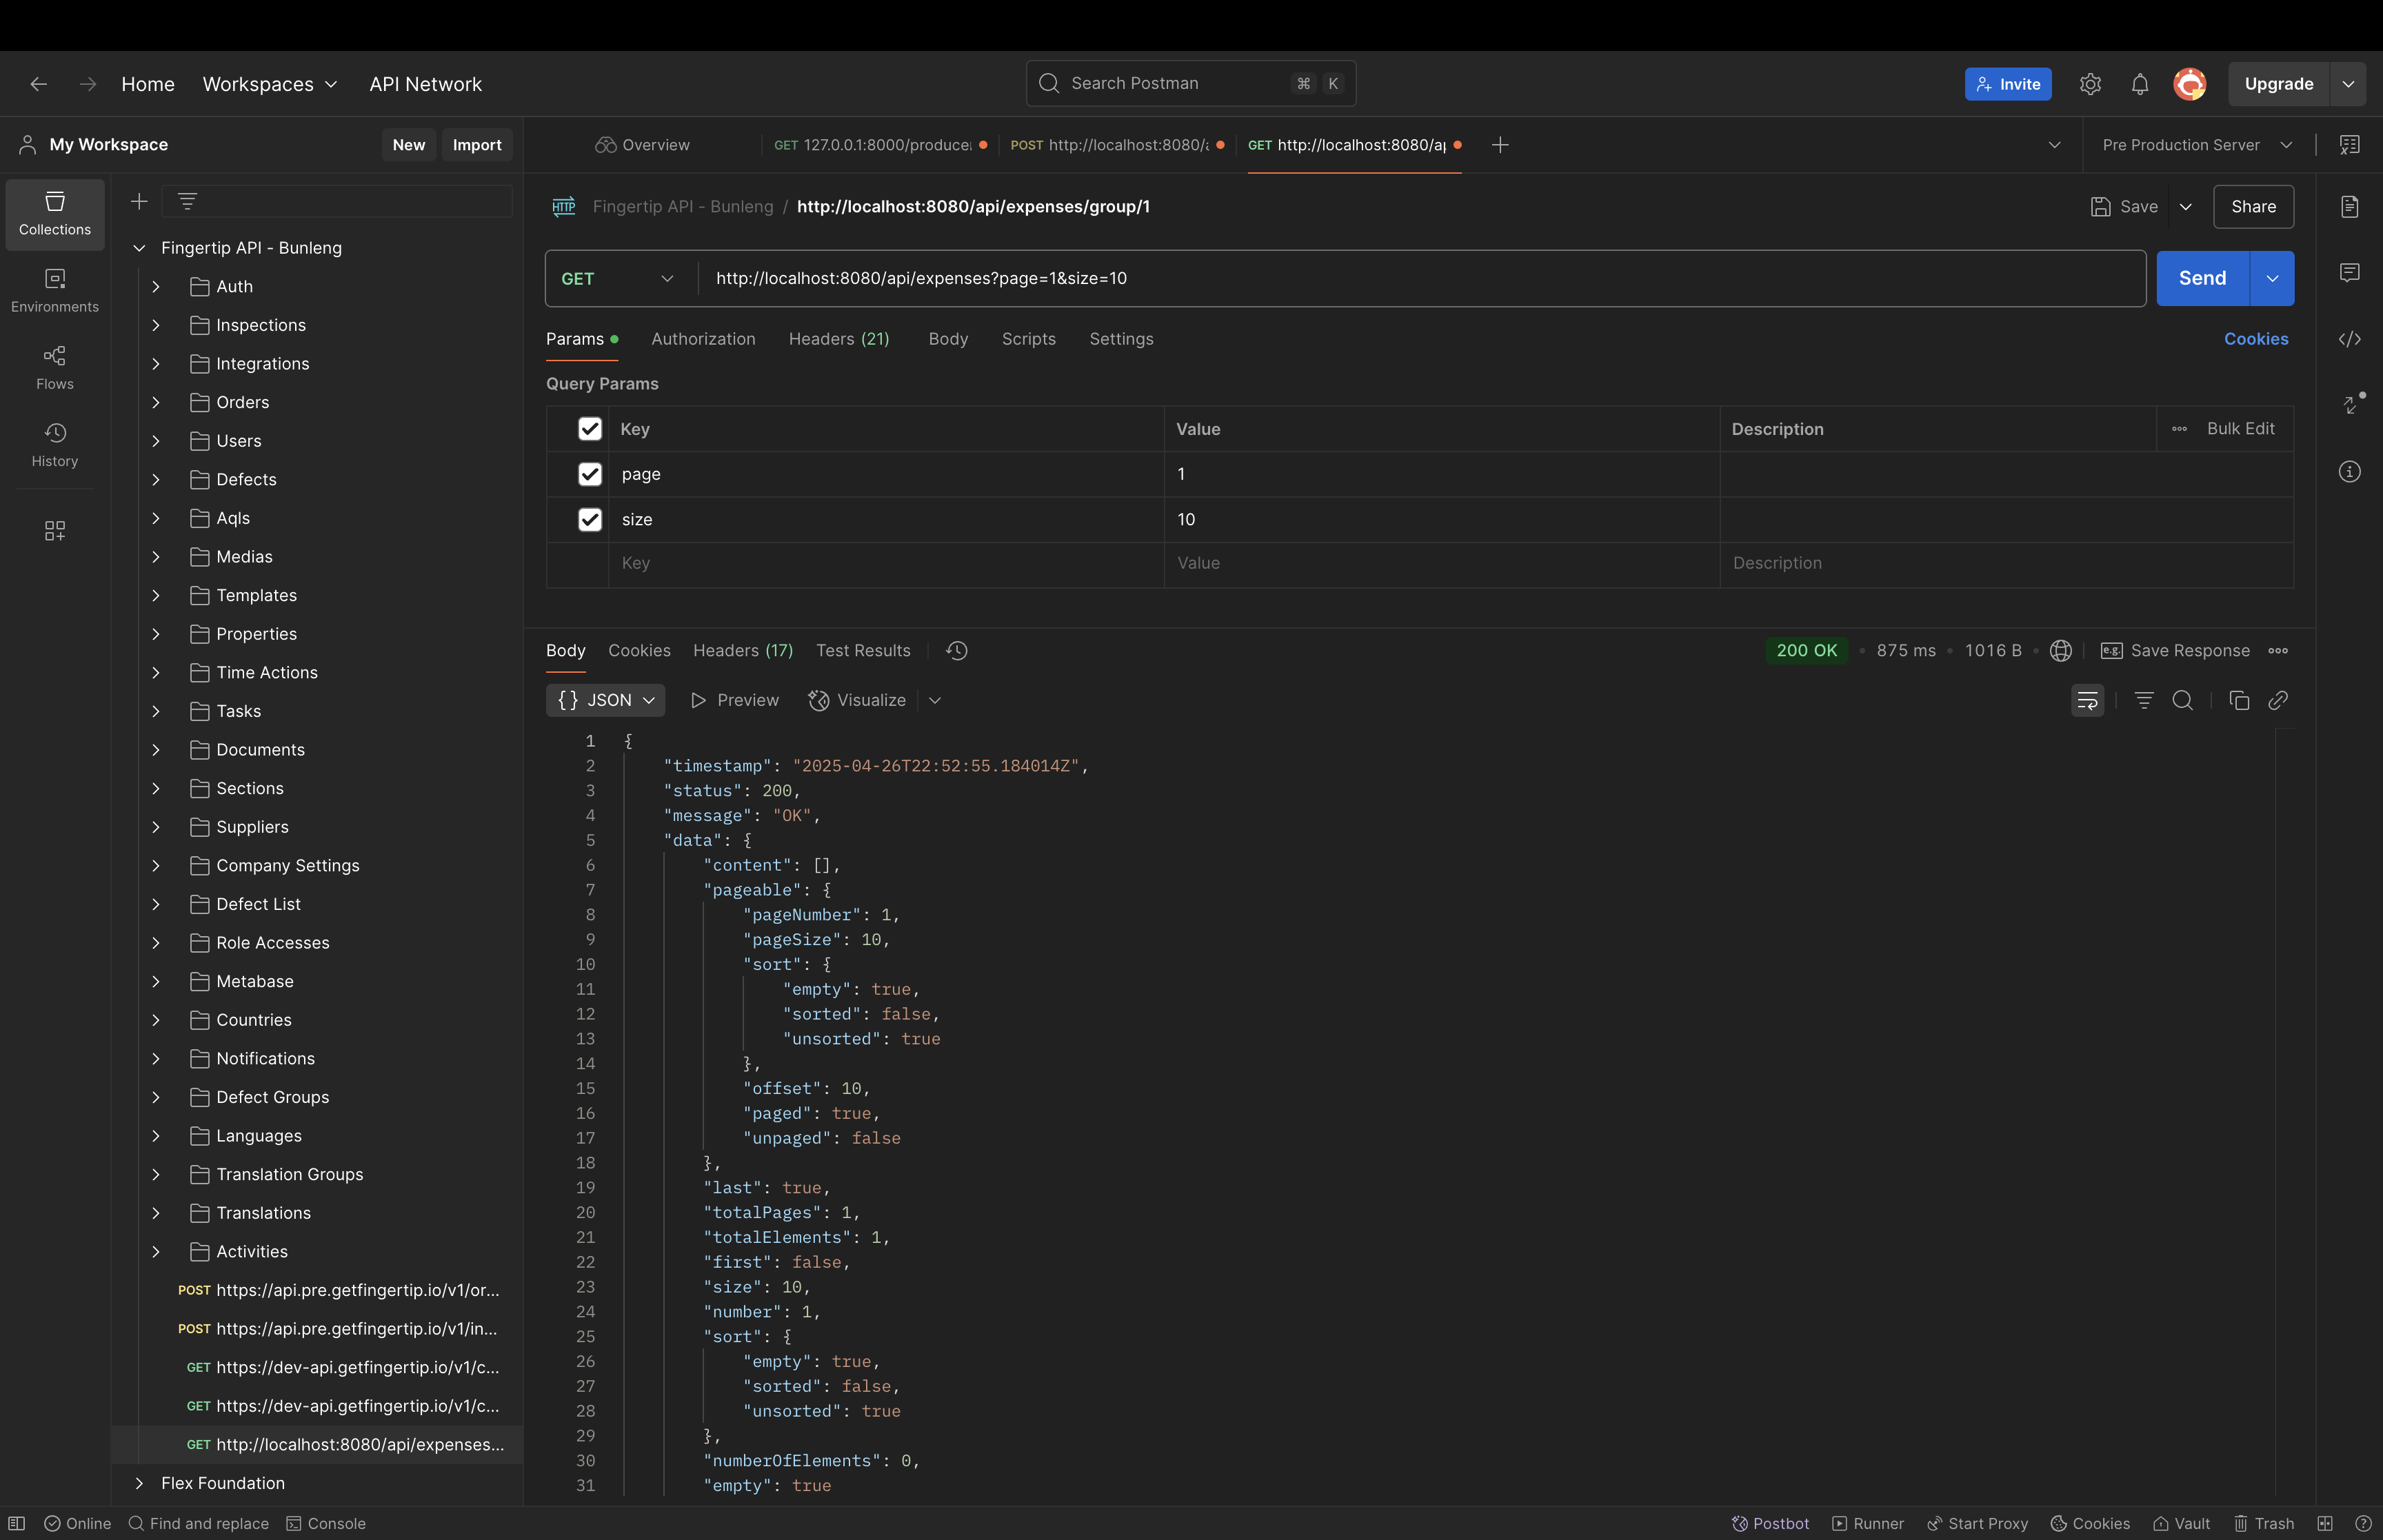 Home
Workspaces
API Network
Search Postman
⌘ K
Invite
Upgrade
My Workspace
New
Import
Overview
GET 127.0.0.1:8000/produce
POST http://localhost:8080/
GET http://localhost:8080/a
Pre Production Server
Collections
Environments
Flows
History
Fingertip API - Bunleng
Auth
Inspections
Integrations
Orders
Users
Defects
Aqls
Medias
Templates
Properties
Time Actions
Tasks
Documents
Sections
Suppliers
Company Settings
Defect List
Role Accesses
Metabase
Countries
Notifications
Defect Groups
Languages
Translation Groups
Translations
Activities
POST https://api.pre.getfingertip.io/v1/or...
POST https://api.pre.getfingertip.io/v1/in...
GET https://dev-api.getfingertip.io/v1/c...
GET https://dev-api.getfingertip.io/v1/c...
GET http://localhost:8080/api/expenses...
Flex Foundation
HTTP
Fingertip API - Bunleng / http://localhost:8080/api/expenses/group/1
Save
Share
GET
http://localhost:8080/api/expenses?page=1&size=10
Send
Params
Authorization
Headers (21)
Body
Scripts
Settings
Cookies
Query Params
Key
Value
Description
Bulk Edit
page
1
size
10
Key
Value
Description
Body
Cookies
Headers (17)
Test Results
200 OK
875 ms
1016 B
e.g.
Save Response
{} JSON
Preview
Visualize
1 {
2 "timestamp": "2025-04-26T22:52:55.184014Z",
3 "status": 200,
4 "message": "OK",
5 "data": {
6 "content": [],
7 "pageable": {
8 "pageNumber": 1,
9 "pageSize": 10,
10 "sort": {
11 "empty": true,
12 "sorted": false,
13 "unsorted": true
14 },
15 "offset": 10,
16 "paged": true,
17 "unpaged": false
18 },
19 "last": true,
20 "totalPages": 1,
21 "totalElements": 1,
22 "first": false,
23 "size": 10,
24 "number": 1,
25 "sort": {
26 "empty": true,
27 "sorted": false,
28 "unsorted": true
29 },
30 "numberOfElements": 0,
31 "empty": true
Online
Find and replace
Console
Postbot
Runner
Start Proxy
Cookies
Vault
Trash